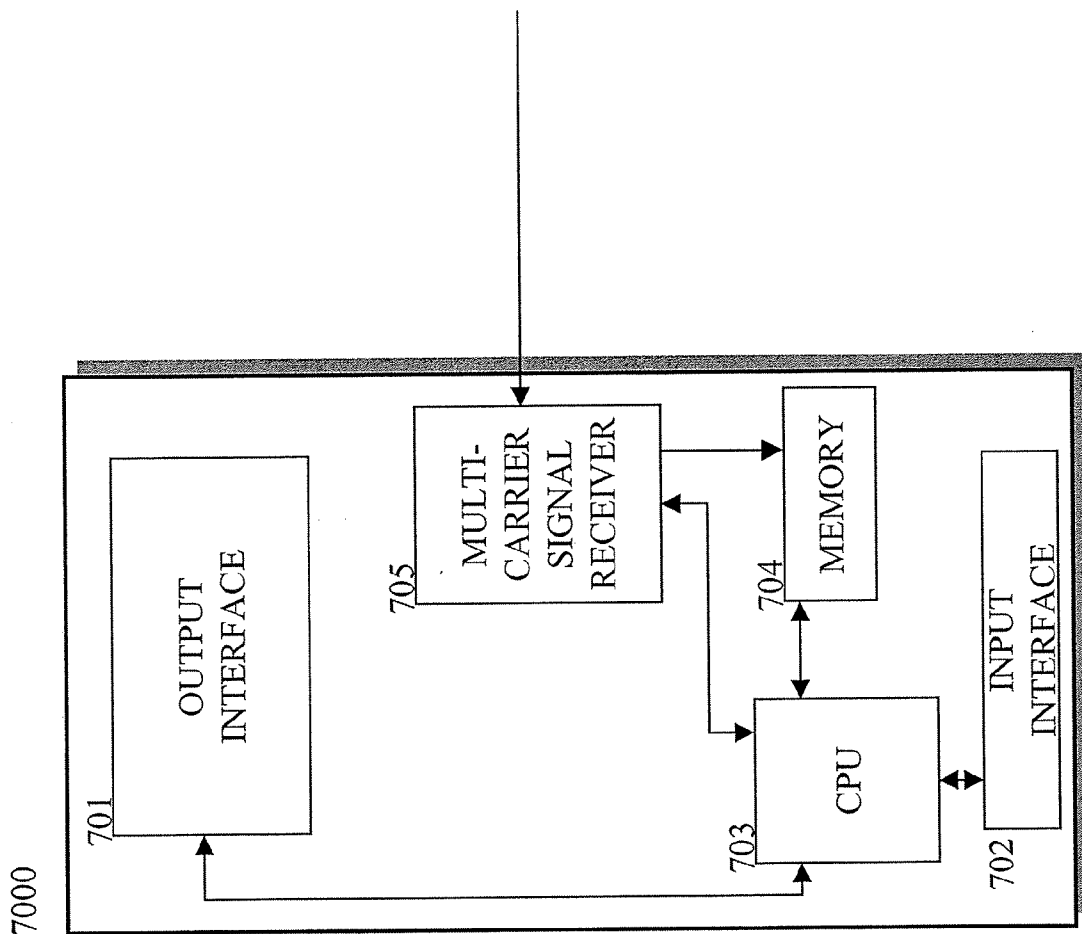 7000
701
OUTPUT
INTERFACE
705
MULTI-
CARRIER
SIGNAL
RECEIVER
703
CPU
704
MEMORY
702
INPUT
INTERFACE